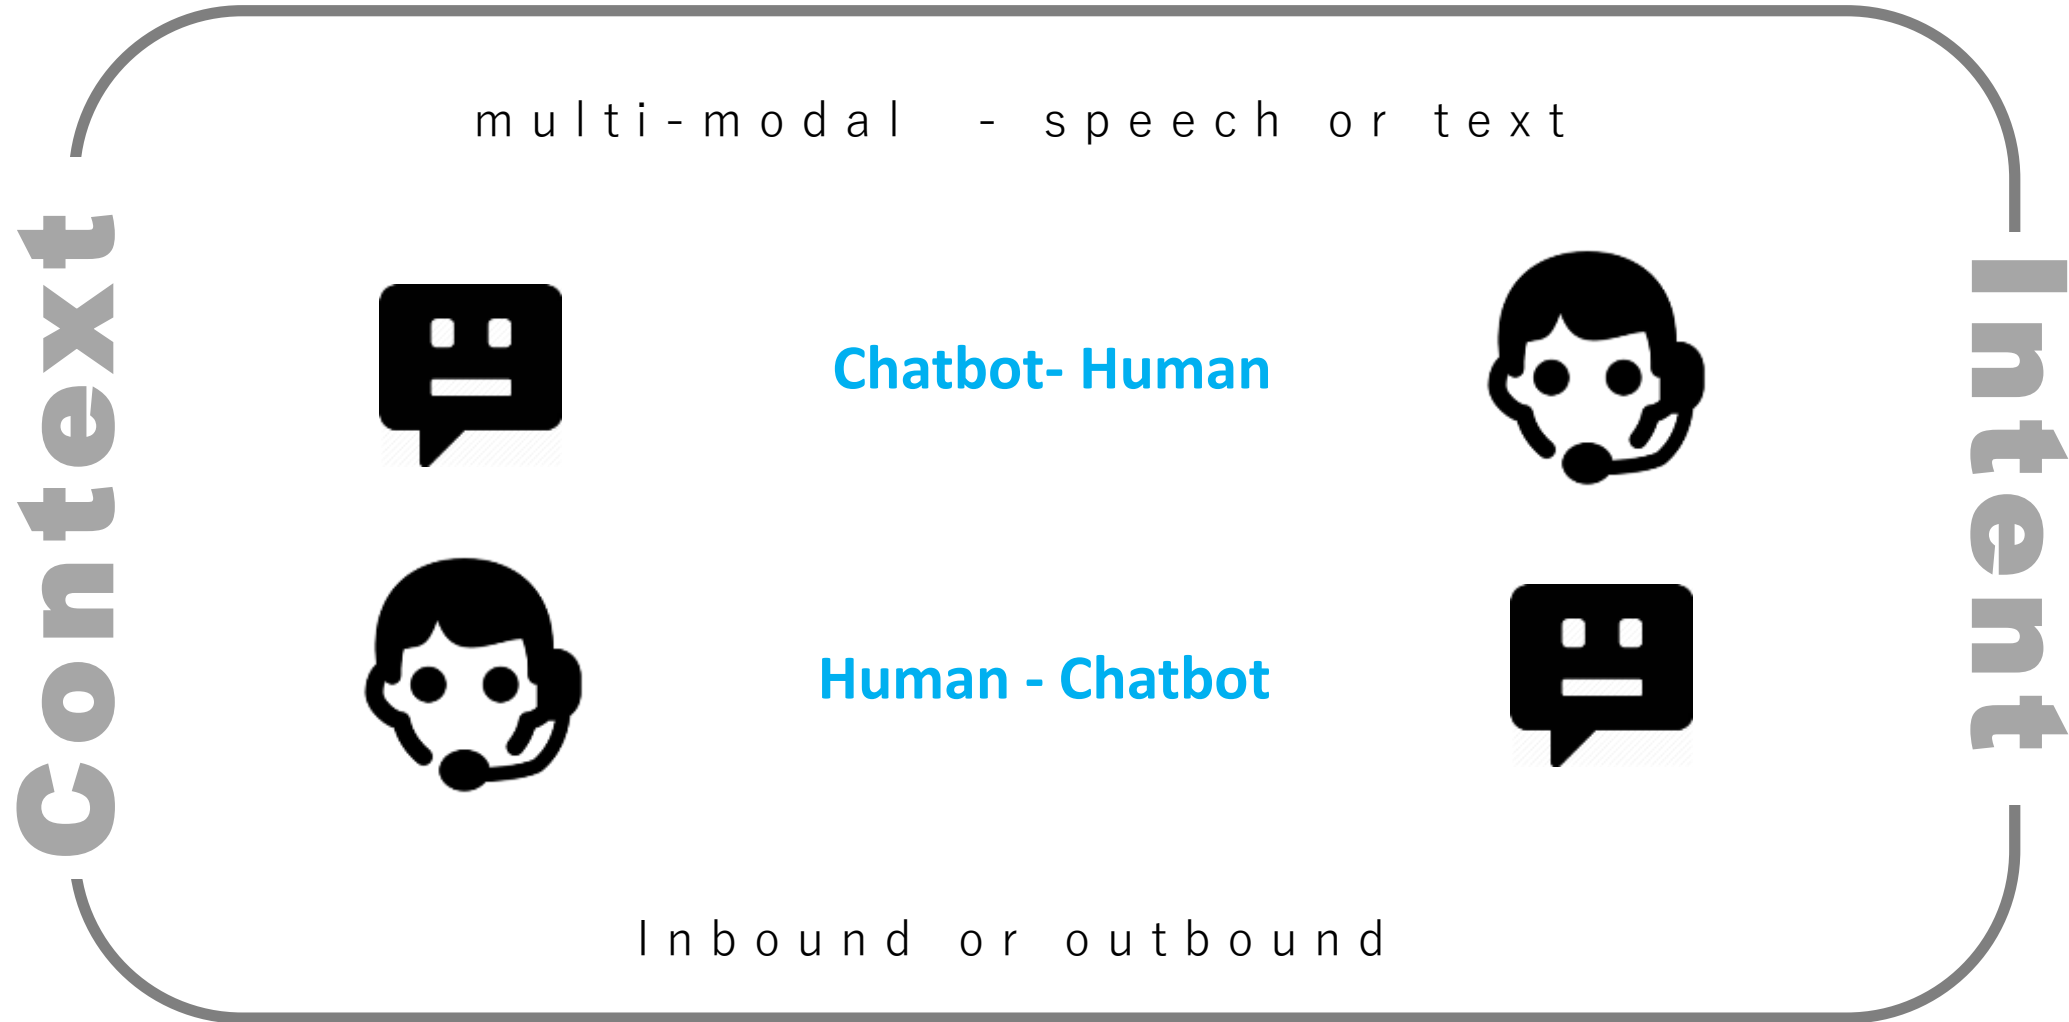 multi-modal - speech or text
Context
Chatbot- Human
Human - Chatbot
Intent
Inbound or outbound